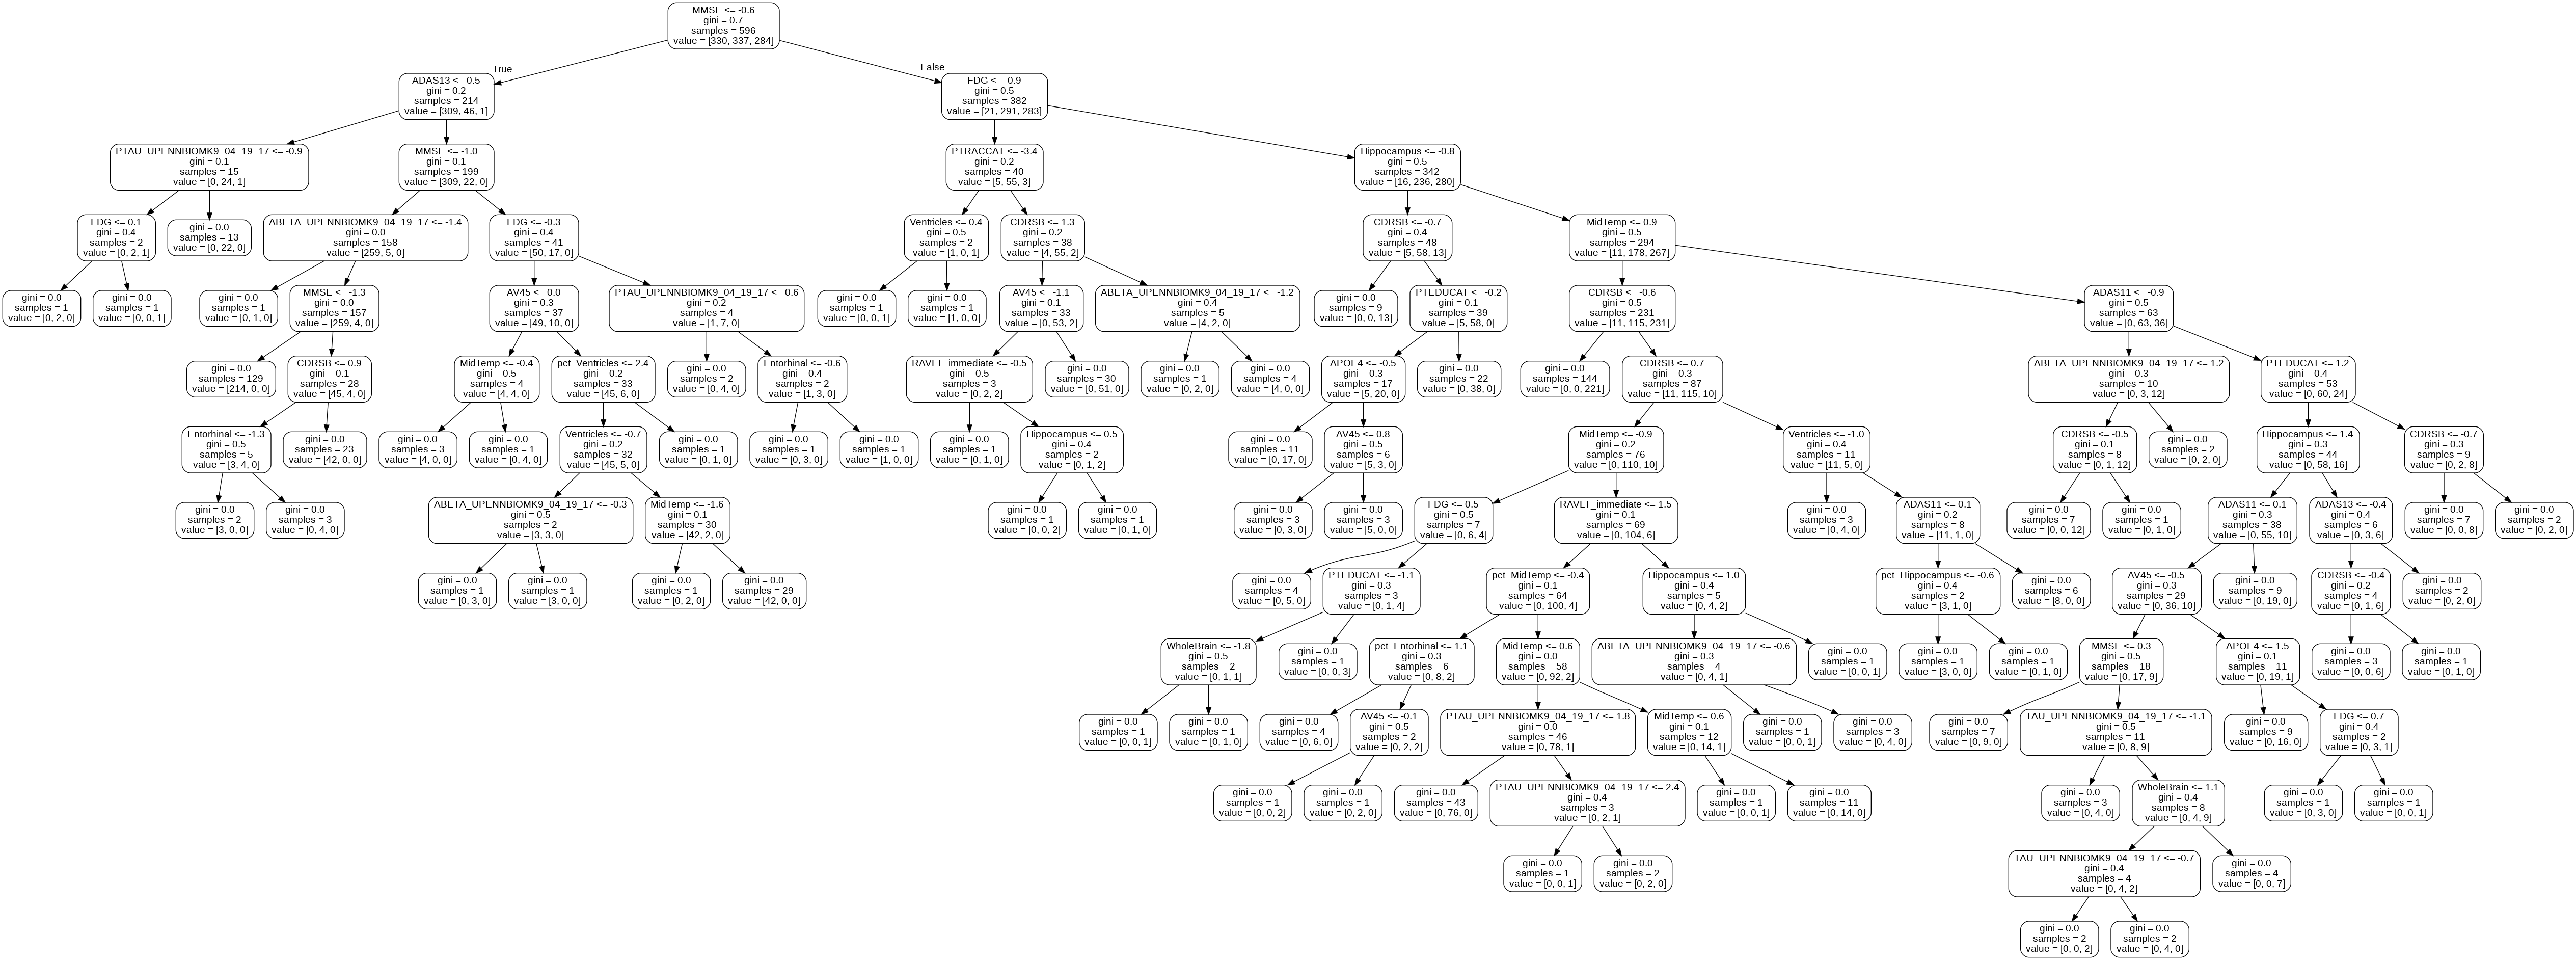 MMSE <= -0.6
gini = 0.7
samples = 596
value = [330, 337, 284]
True
False
ADAS13 <= 0.5
gini = 0.2
samples = 214
value = [309, 46, 1]
FDG <= -0.9
gini = 0.5
samples = 382
value = [21, 291, 283]
PTAU_UPENNBIOMK9_04_19_17 <= -0.9
gini = 0.1
samples = 15
value = [0, 24, 1]
MMSE <= -1.0
gini = 0.1
samples = 199
value = [309, 22, 0]
PTRACCAT <= -3.4
gini = 0.2
samples = 40
value = [5, 55, 3]
Hippocampus <= -0.8
gini = 0.5
samples = 342
value = [16, 236, 280]
FDG <= 0.1
gini = 0.4
samples = 2
value = [0, 2, 1]
gini = 0.0
samples = 13
value = [0, 22, 0]
ABETA_UPENNBIOMK9_04_19_17 <= -1.4
gini = 0.0
samples = 158
value = [259, 5, 0]
FDG <= -0.3
gini = 0.4
samples = 41
value = [50, 17, 0]
Ventricles <= 0.4
gini = 0.5
samples = 2
value = [1, 0, 1]
CDRSB <= 1.3
gini = 0.2
samples = 38
value = [4, 55, 2]
CDRSB <= -0.7
gini = 0.4
samples = 48
value = [5, 58, 13]
MidTemp <= 0.9
gini = 0.5
samples = 294
value = [11, 178, 267]
gini = 0.0
samples = 1
value = [0, 2, 0]
gini = 0.0
samples = 1
value = [0, 0, 1]
gini = 0.0
samples = 1
value = [0, 1, 0]
MMSE <= -1.3
gini = 0.0
samples = 157
value = [259, 4, 0]
AV45 <= 0.0
gini = 0.3
samples = 37
value = [49, 10, 0]
PTAU_UPENNBIOMK9_04_19_17 <= 0.6
gini = 0.2
samples = 4
value = [1, 7, 0]
gini = 0.0
samples = 1
value = [0, 0, 1]
gini = 0.0
samples = 1
value = [1, 0, 0]
AV45 <= -1.1
gini = 0.1
samples = 33
value = [0, 53, 2]
ABETA_UPENNBIOMK9_04_19_17 <= -1.2
gini = 0.4
samples = 5
value = [4, 2, 0]
gini = 0.0
samples = 9
value = [0, 0, 13]
PTEDUCAT <= -0.2
gini = 0.1
samples = 39
value = [5, 58, 0]
CDRSB <= -0.6
gini = 0.5
samples = 231
value = [11, 115, 231]
ADAS11 <= -0.9
gini = 0.5
samples = 63
value = [0, 63, 36]
gini = 0.0
samples = 129
value = [214, 0, 0]
CDRSB <= 0.9
gini = 0.1
samples = 28
value = [45, 4, 0]
MidTemp <= -0.4
gini = 0.5
samples = 4
value = [4, 4, 0]
pct_Ventricles <= 2.4
gini = 0.2
samples = 33
value = [45, 6, 0]
gini = 0.0
samples = 2
value = [0, 4, 0]
Entorhinal <= -0.6
gini = 0.4
samples = 2
value = [1, 3, 0]
RAVLT_immediate <= -0.5
gini = 0.5
samples = 3
value = [0, 2, 2]
gini = 0.0
samples = 30
value = [0, 51, 0]
gini = 0.0
samples = 1
value = [0, 2, 0]
gini = 0.0
samples = 4
value = [4, 0, 0]
APOE4 <= -0.5
gini = 0.3
samples = 17
value = [5, 20, 0]
gini = 0.0
samples = 22
value = [0, 38, 0]
gini = 0.0
samples = 144
value = [0, 0, 221]
CDRSB <= 0.7
gini = 0.3
samples = 87
value = [11, 115, 10]
ABETA_UPENNBIOMK9_04_19_17 <= 1.2
gini = 0.3
samples = 10
value = [0, 3, 12]
PTEDUCAT <= 1.2
gini = 0.4
samples = 53
value = [0, 60, 24]
Entorhinal <= -1.3
gini = 0.5
samples = 5
value = [3, 4, 0]
gini = 0.0
samples = 23
value = [42, 0, 0]
gini = 0.0
samples = 3
value = [4, 0, 0]
gini = 0.0
samples = 1
value = [0, 4, 0]
Ventricles <= -0.7
gini = 0.2
samples = 32
value = [45, 5, 0]
gini = 0.0
samples = 1
value = [0, 1, 0]
gini = 0.0
samples = 1
value = [0, 3, 0]
gini = 0.0
samples = 1
value = [1, 0, 0]
gini = 0.0
samples = 1
value = [0, 1, 0]
Hippocampus <= 0.5
gini = 0.4
samples = 2
value = [0, 1, 2]
gini = 0.0
samples = 11
value = [0, 17, 0]
AV45 <= 0.8
gini = 0.5
samples = 6
value = [5, 3, 0]
MidTemp <= -0.9
gini = 0.2
samples = 76
value = [0, 110, 10]
Ventricles <= -1.0
gini = 0.4
samples = 11
value = [11, 5, 0]
CDRSB <= -0.5
gini = 0.1
samples = 8
value = [0, 1, 12]
gini = 0.0
samples = 2
value = [0, 2, 0]
Hippocampus <= 1.4
gini = 0.3
samples = 44
value = [0, 58, 16]
CDRSB <= -0.7
gini = 0.3
samples = 9
value = [0, 2, 8]
gini = 0.0
samples = 2
value = [3, 0, 0]
gini = 0.0
samples = 3
value = [0, 4, 0]
ABETA_UPENNBIOMK9_04_19_17 <= -0.3
gini = 0.5
samples = 2
value = [3, 3, 0]
MidTemp <= -1.6
gini = 0.1
samples = 30
value = [42, 2, 0]
gini = 0.0
samples = 1
value = [0, 0, 2]
gini = 0.0
samples = 1
value = [0, 1, 0]
gini = 0.0
samples = 3
value = [0, 3, 0]
gini = 0.0
samples = 3
value = [5, 0, 0]
FDG <= 0.5
gini = 0.5
samples = 7
value = [0, 6, 4]
RAVLT_immediate <= 1.5
gini = 0.1
samples = 69
value = [0, 104, 6]
gini = 0.0
samples = 3
value = [0, 4, 0]
ADAS11 <= 0.1
gini = 0.2
samples = 8
value = [11, 1, 0]
gini = 0.0
samples = 7
value = [0, 0, 12]
gini = 0.0
samples = 1
value = [0, 1, 0]
ADAS11 <= 0.1
gini = 0.3
samples = 38
value = [0, 55, 10]
ADAS13 <= -0.4
gini = 0.4
samples = 6
value = [0, 3, 6]
gini = 0.0
samples = 7
value = [0, 0, 8]
gini = 0.0
samples = 2
value = [0, 2, 0]
gini = 0.0
samples = 1
value = [0, 3, 0]
gini = 0.0
samples = 1
value = [3, 0, 0]
gini = 0.0
samples = 1
value = [0, 2, 0]
gini = 0.0
samples = 29
value = [42, 0, 0]
gini = 0.0
samples = 4
value = [0, 5, 0]
PTEDUCAT <= -1.1
gini = 0.3
samples = 3
value = [0, 1, 4]
pct_MidTemp <= -0.4
gini = 0.1
samples = 64
value = [0, 100, 4]
Hippocampus <= 1.0
gini = 0.4
samples = 5
value = [0, 4, 2]
pct_Hippocampus <= -0.6
gini = 0.4
samples = 2
value = [3, 1, 0]
gini = 0.0
samples = 6
value = [8, 0, 0]
AV45 <= -0.5
gini = 0.3
samples = 29
value = [0, 36, 10]
gini = 0.0
samples = 9
value = [0, 19, 0]
CDRSB <= -0.4
gini = 0.2
samples = 4
value = [0, 1, 6]
gini = 0.0
samples = 2
value = [0, 2, 0]
WholeBrain <= -1.8
gini = 0.5
samples = 2
value = [0, 1, 1]
gini = 0.0
samples = 1
value = [0, 0, 3]
pct_Entorhinal <= 1.1
gini = 0.3
samples = 6
value = [0, 8, 2]
MidTemp <= 0.6
gini = 0.0
samples = 58
value = [0, 92, 2]
ABETA_UPENNBIOMK9_04_19_17 <= -0.6
gini = 0.3
samples = 4
value = [0, 4, 1]
gini = 0.0
samples = 1
value = [0, 0, 1]
gini = 0.0
samples = 1
value = [3, 0, 0]
gini = 0.0
samples = 1
value = [0, 1, 0]
MMSE <= 0.3
gini = 0.5
samples = 18
value = [0, 17, 9]
APOE4 <= 1.5
gini = 0.1
samples = 11
value = [0, 19, 1]
gini = 0.0
samples = 3
value = [0, 0, 6]
gini = 0.0
samples = 1
value = [0, 1, 0]
gini = 0.0
samples = 1
value = [0, 0, 1]
gini = 0.0
samples = 1
value = [0, 1, 0]
gini = 0.0
samples = 4
value = [0, 6, 0]
AV45 <= -0.1
gini = 0.5
samples = 2
value = [0, 2, 2]
PTAU_UPENNBIOMK9_04_19_17 <= 1.8
gini = 0.0
samples = 46
value = [0, 78, 1]
MidTemp <= 0.6
gini = 0.1
samples = 12
value = [0, 14, 1]
gini = 0.0
samples = 1
value = [0, 0, 1]
gini = 0.0
samples = 3
value = [0, 4, 0]
gini = 0.0
samples = 7
value = [0, 9, 0]
TAU_UPENNBIOMK9_04_19_17 <= -1.1
gini = 0.5
samples = 11
value = [0, 8, 9]
gini = 0.0
samples = 9
value = [0, 16, 0]
FDG <= 0.7
gini = 0.4
samples = 2
value = [0, 3, 1]
gini = 0.0
samples = 1
value = [0, 0, 2]
gini = 0.0
samples = 1
value = [0, 2, 0]
gini = 0.0
samples = 43
value = [0, 76, 0]
PTAU_UPENNBIOMK9_04_19_17 <= 2.4
gini = 0.4
samples = 3
value = [0, 2, 1]
gini = 0.0
samples = 1
value = [0, 0, 1]
gini = 0.0
samples = 11
value = [0, 14, 0]
gini = 0.0
samples = 3
value = [0, 4, 0]
WholeBrain <= 1.1
gini = 0.4
samples = 8
value = [0, 4, 9]
gini = 0.0
samples = 1
value = [0, 3, 0]
gini = 0.0
samples = 1
value = [0, 0, 1]
gini = 0.0
samples = 1
value = [0, 0, 1]
gini = 0.0
samples = 2
value = [0, 2, 0]
TAU_UPENNBIOMK9_04_19_17 <= -0.7
gini = 0.4
samples = 4
value = [0, 4, 2]
gini = 0.0
samples = 4
value = [0, 0, 7]
gini = 0.0
samples = 2
value = [0, 0, 2]
gini = 0.0
samples = 2
value = [0, 4, 0]